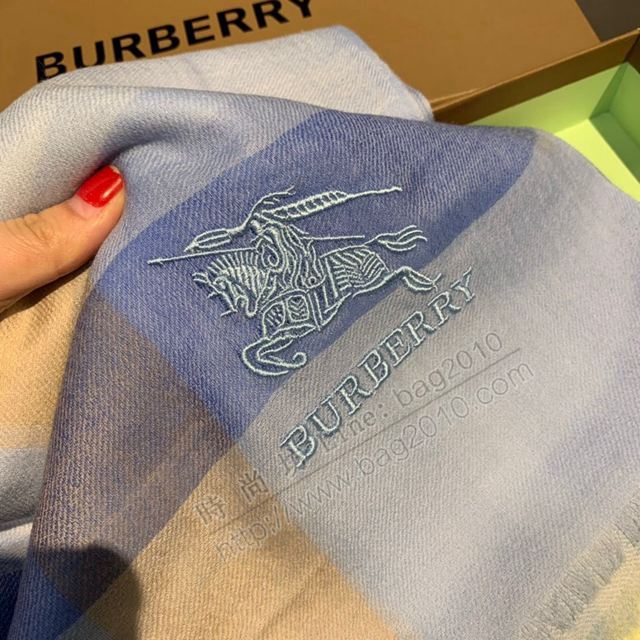 BURBERRY
BURBERRY
時尚 Line: bag2010
http://www.bag2010.com